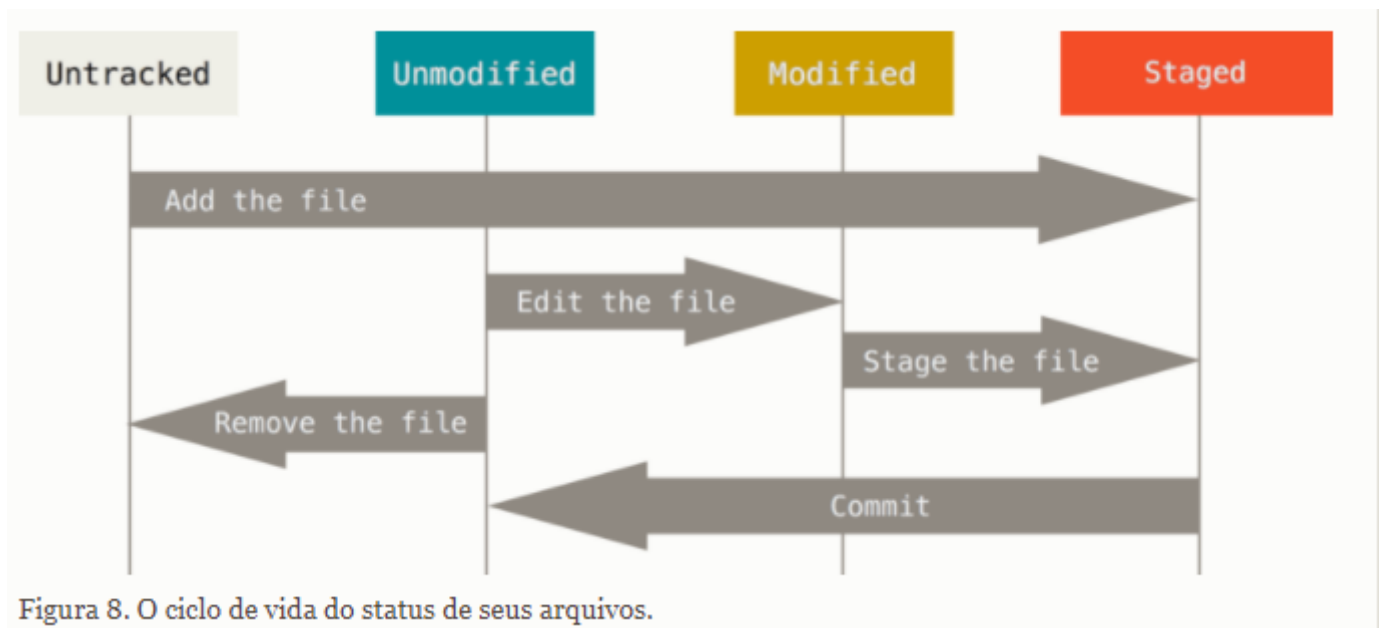 Untracked
Unmodified
Modified
Staged
Add the file
Edit the file
Stage the file
Remove the file
Commit
Figura 8. O ciclo de vida do status de seus arquivos.